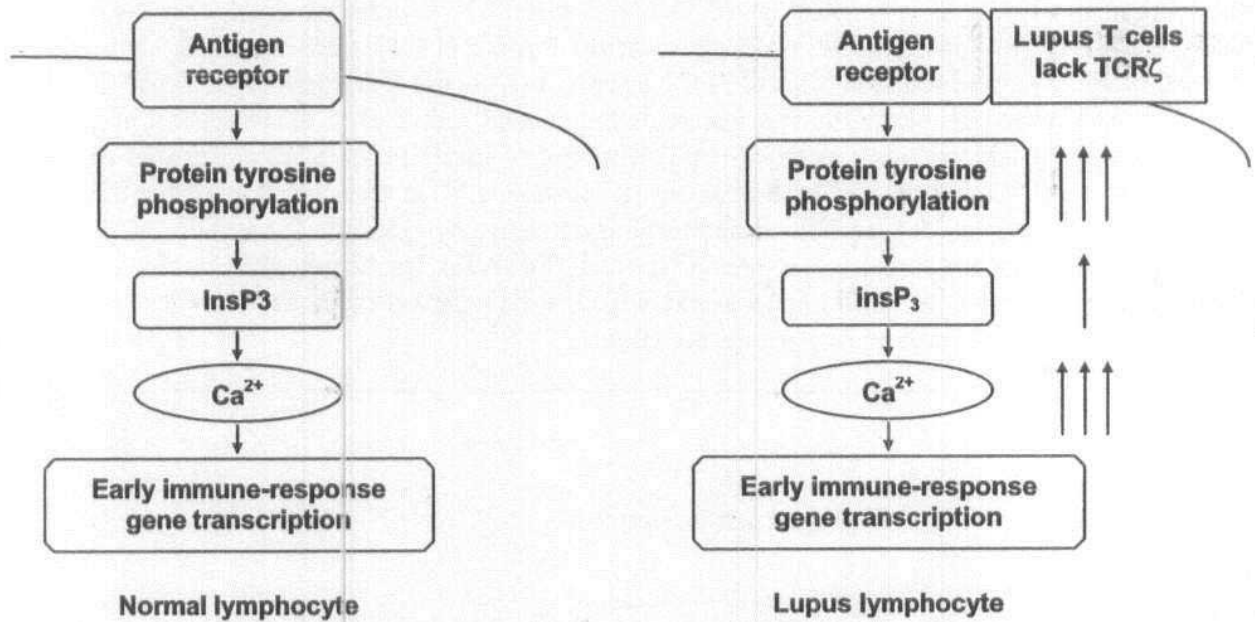 Antigen
receptor
Protein tyrosine
phosphorylation
InsP3
Ca²⁺
Early immune-response
gene transcription
Normal lymphocyte
Antigen
receptor
Lupus T cells
lack TCRζ
Protein tyrosine
phosphorylation
insP₃
Ca²⁺
Early immune-response
gene transcription
Lupus lymphocyte